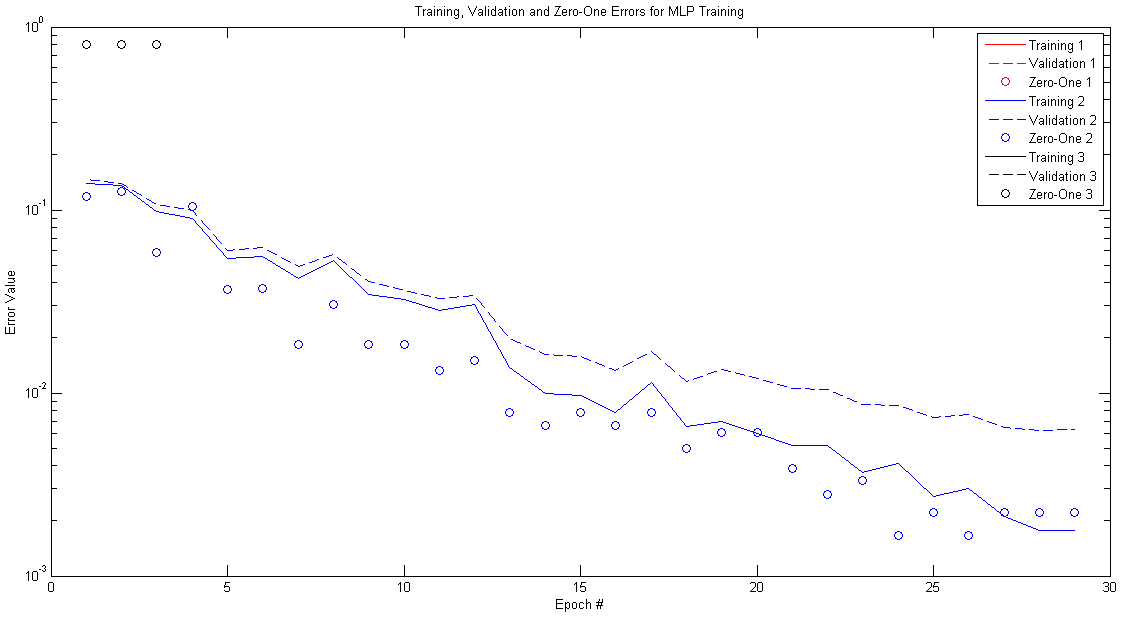 Training, Validation and Zero-One Errors for MLP Training
10^0
10^-1
10^-2
10^-3
Error Value
0 5 10 15 20 25 30
Epoch #
Training 1
Validation 1
Zero-One 1
Training 2
Validation 2
Zero-One 2
Training 3
Validation 3
Zero-One 3